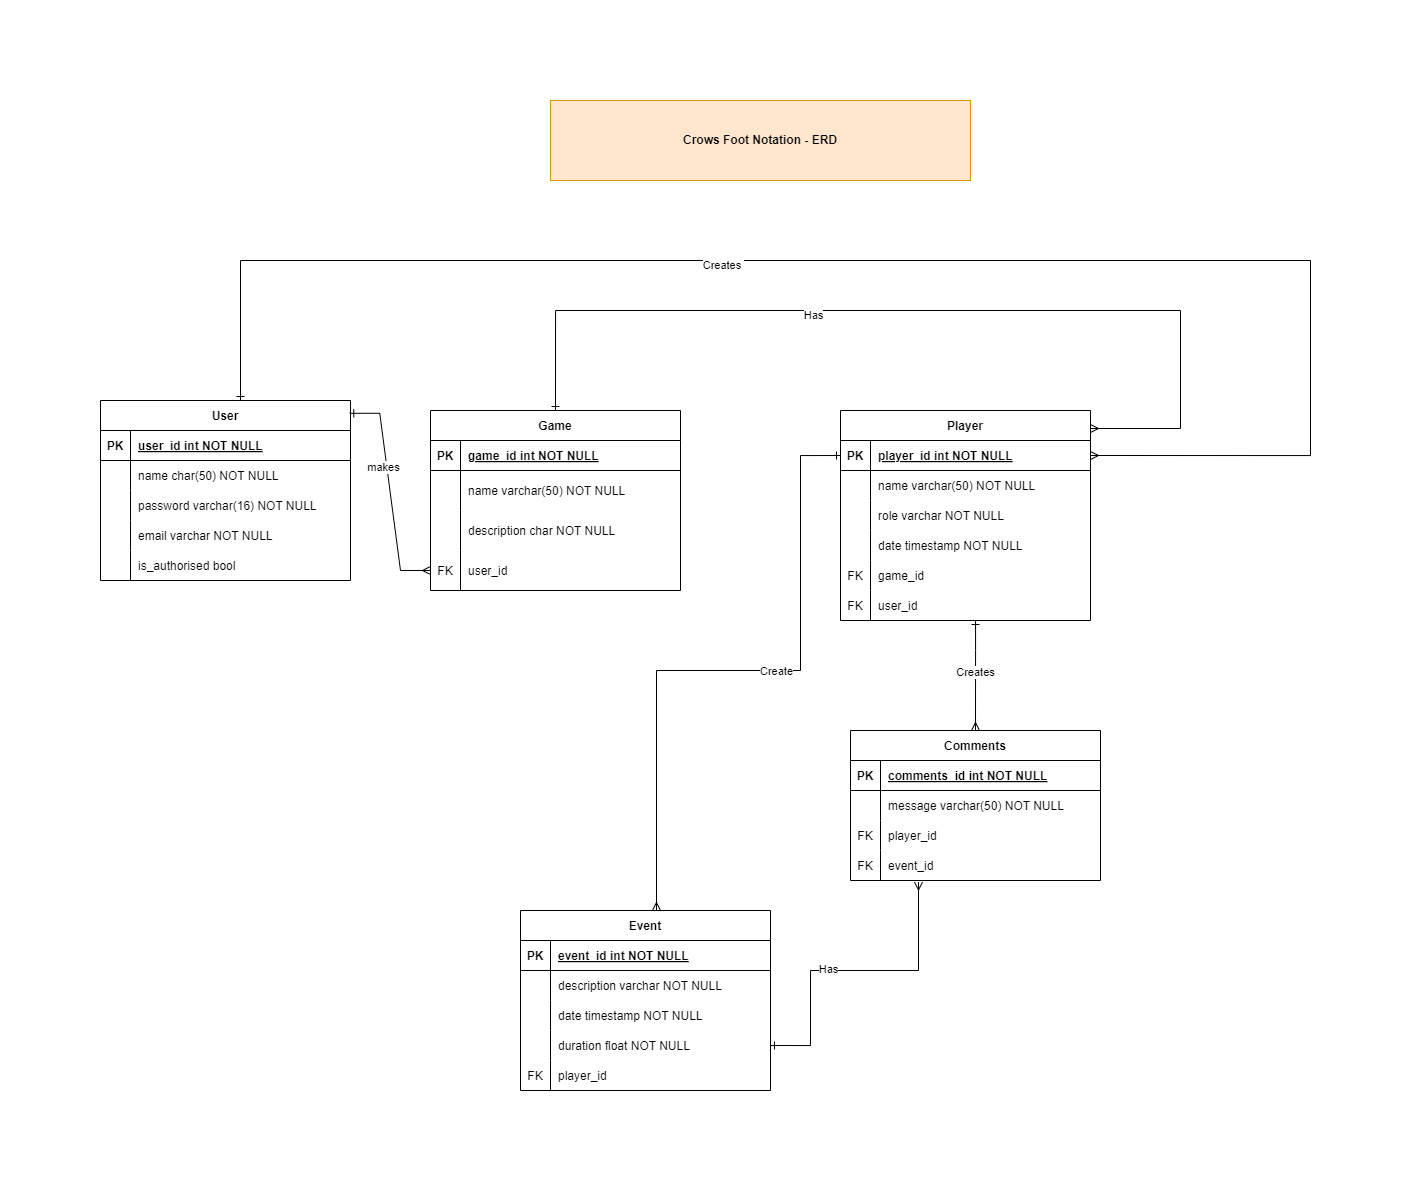 Crows Foot Notation - ERD
Creates
Has
User
PK user_id int NOT NULL
name char(50) NOT NULL
password varchar(16) NOT NULL
email varchar NOT NULL
is_authorised bool
makes
Game
PK game_id int NOT NULL
name varchar(50) NOT NULL
description char NOT NULL
FK user_id
Player
PK player_id int NOT NULL
name varchar(50) NOT NULL
role varchar NOT NULL
date timestamp NOT NULL
FK game_id
FK user_id
Create
Creates
Comments
PK comments_id int NOT NULL
message varchar(50) NOT NULL
FK player_id
FK event_id
Event
PK event_id int NOT NULL
description varchar NOT NULL
date timestamp NOT NULL
duration float NOT NULL
FK player_id
Has